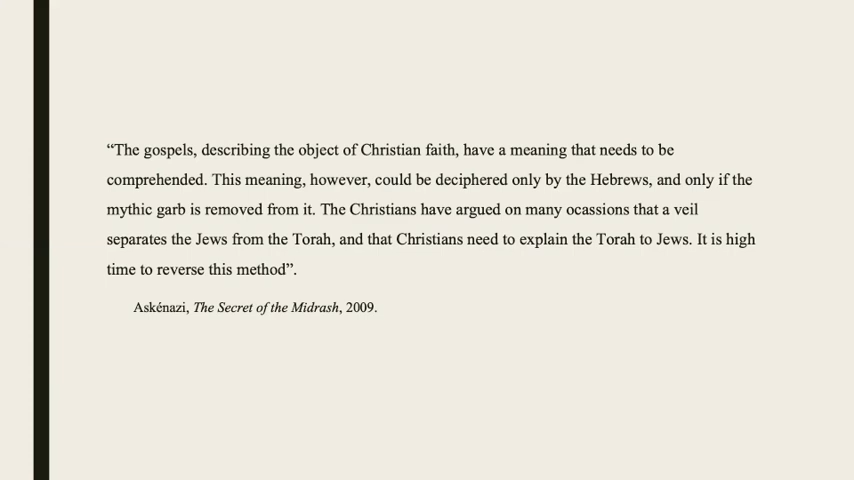 “The gospels, describing the object of Christian faith, have a meaning that needs to be
comprehended. This meaning, however, could be deciphered only by the Hebrews, and only if the
mythic garb is removed from it. The Christians have argued on many ocassions that a veil
separates the Jews from the Torah, and that Christians need to explain the Torah to Jews. It is high
time to reverse this method”.
Askénazi, The Secret of the Midrash, 2009.